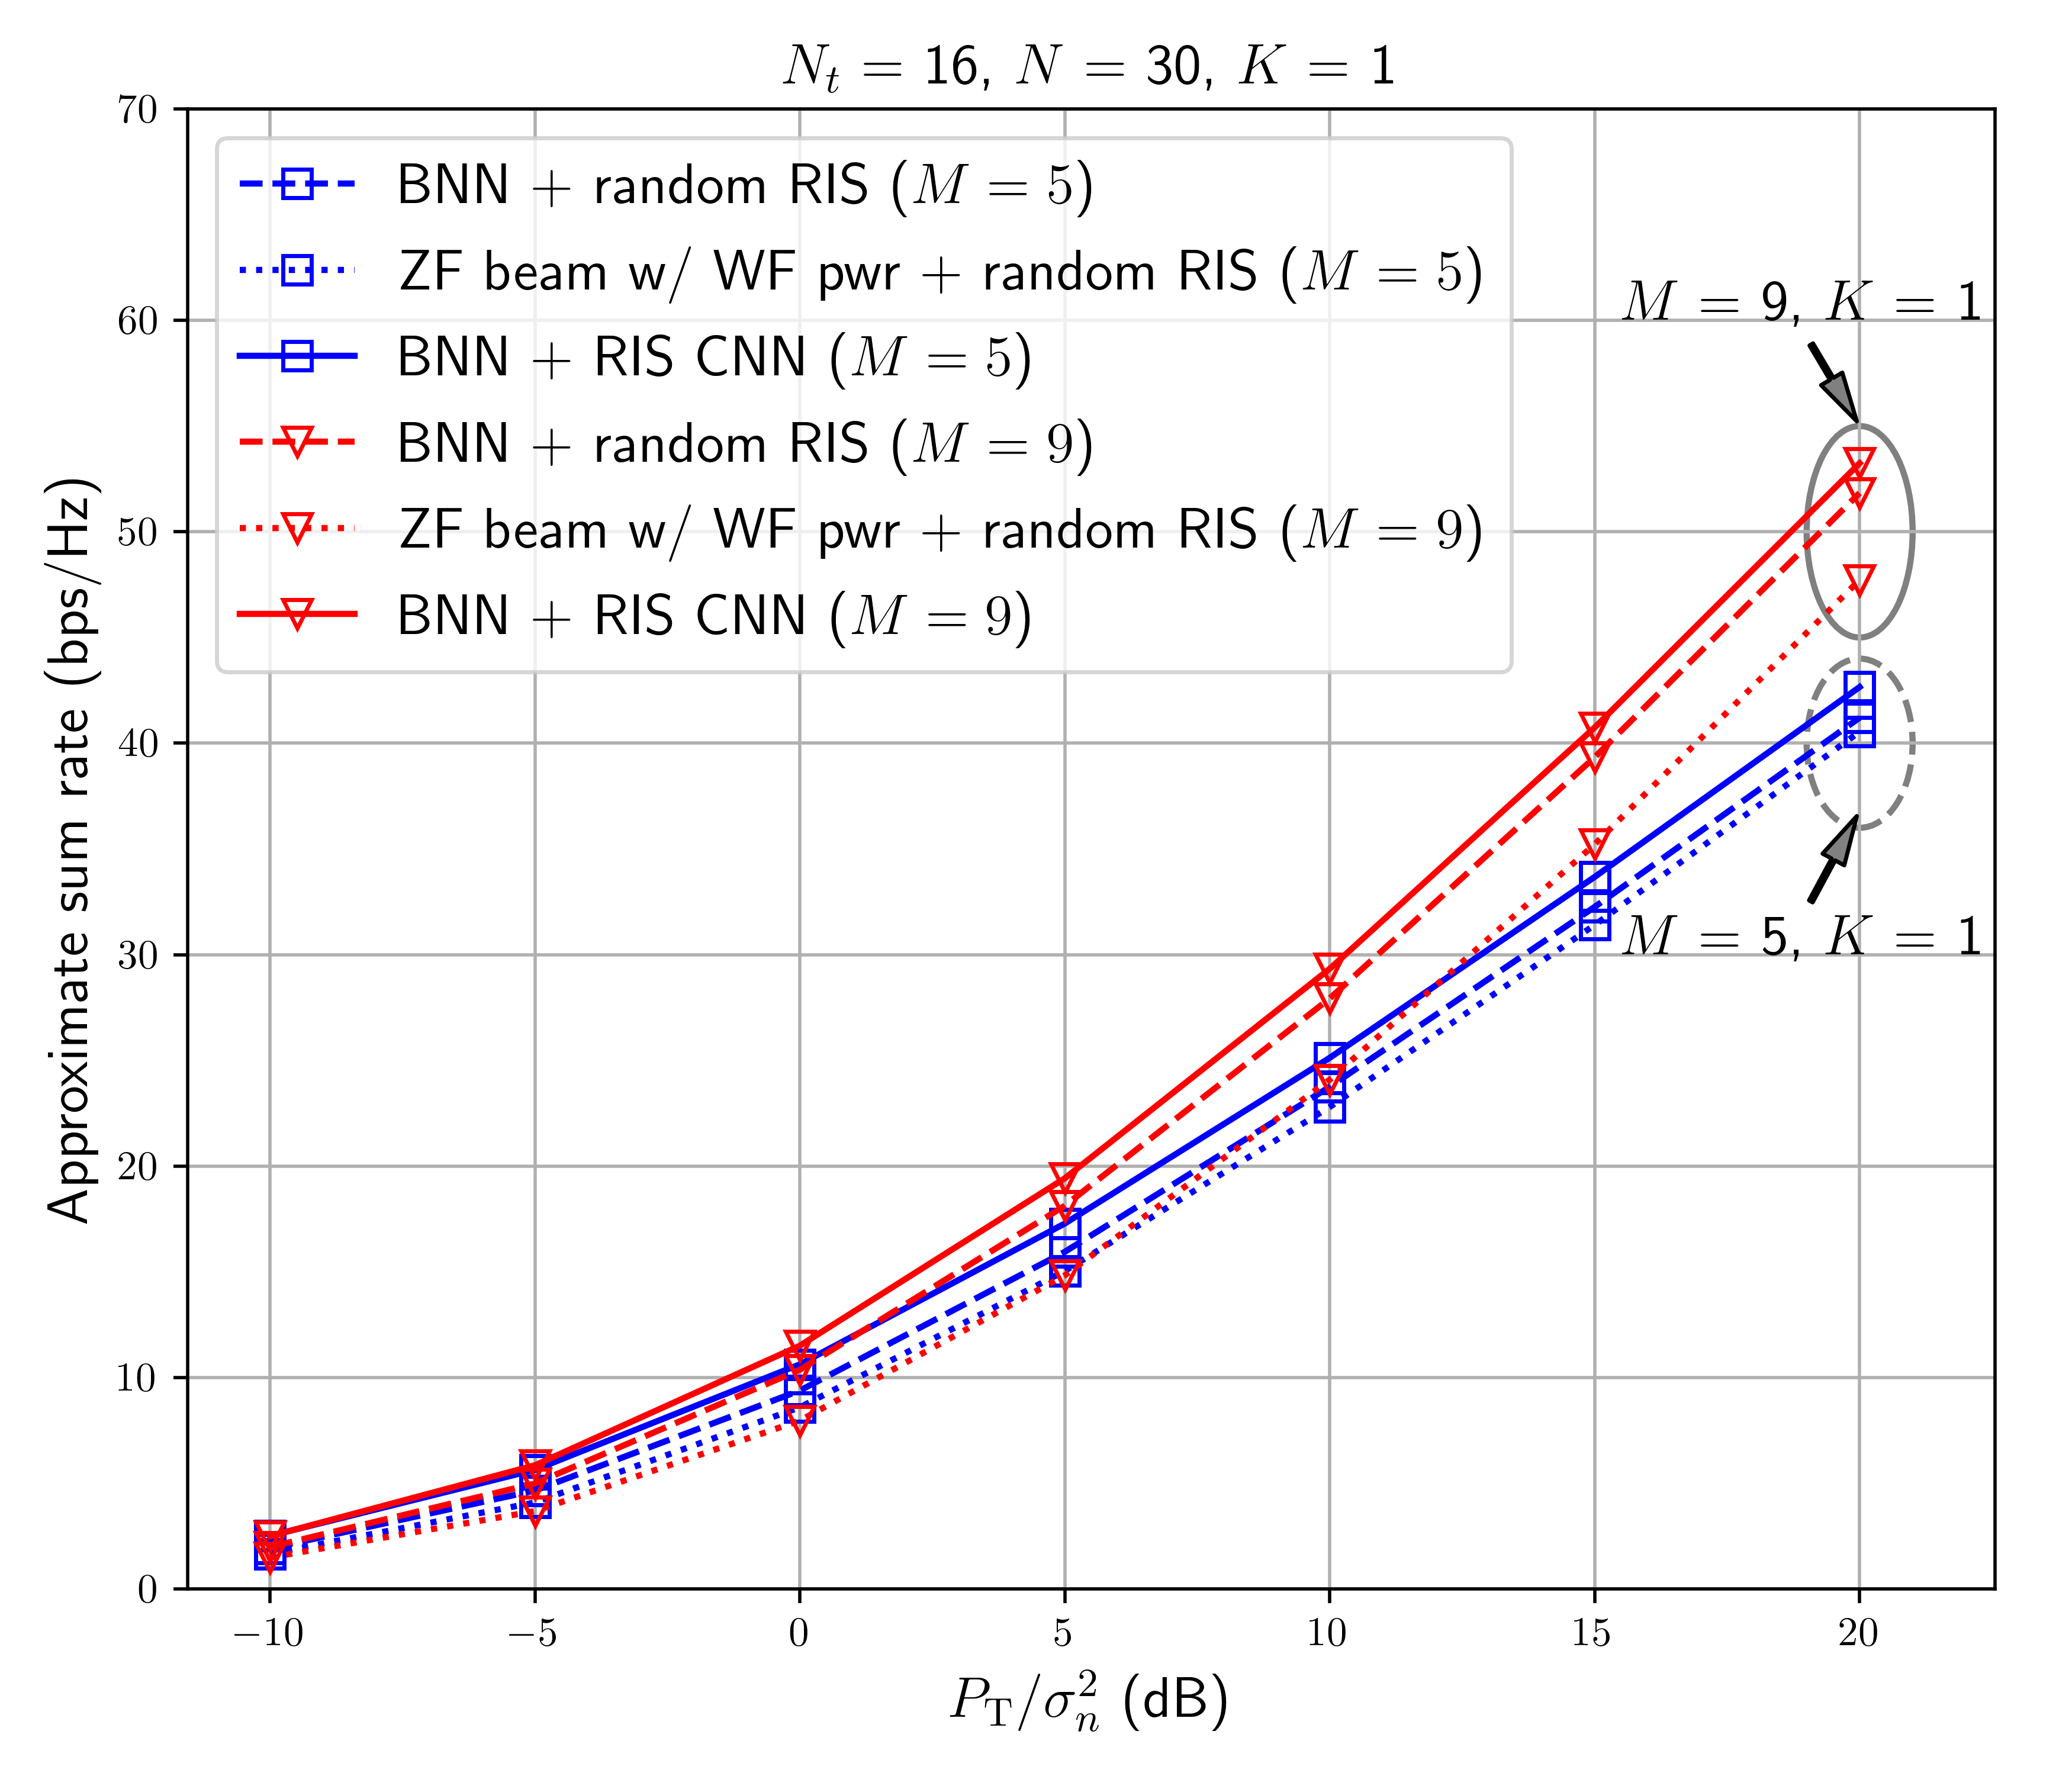 N_t = 16, N = 30, K = 1
70
60
50
40
30
20
10
0
Approximate sum rate (bps/Hz)
BNN + random RIS (M = 5)
ZF beam w/ WF pwr + random RIS (M = 5)
BNN + RIS CNN (M = 5)
BNN + random RIS (M = 9)
ZF beam w/ WF pwr + random RIS (M = 9)
BNN + RIS CNN (M = 9)
M = 9, K = 1
M = 5, K = 1
−10 −5 0 5 10 15 20
P_T/σ_n^2 (dB)